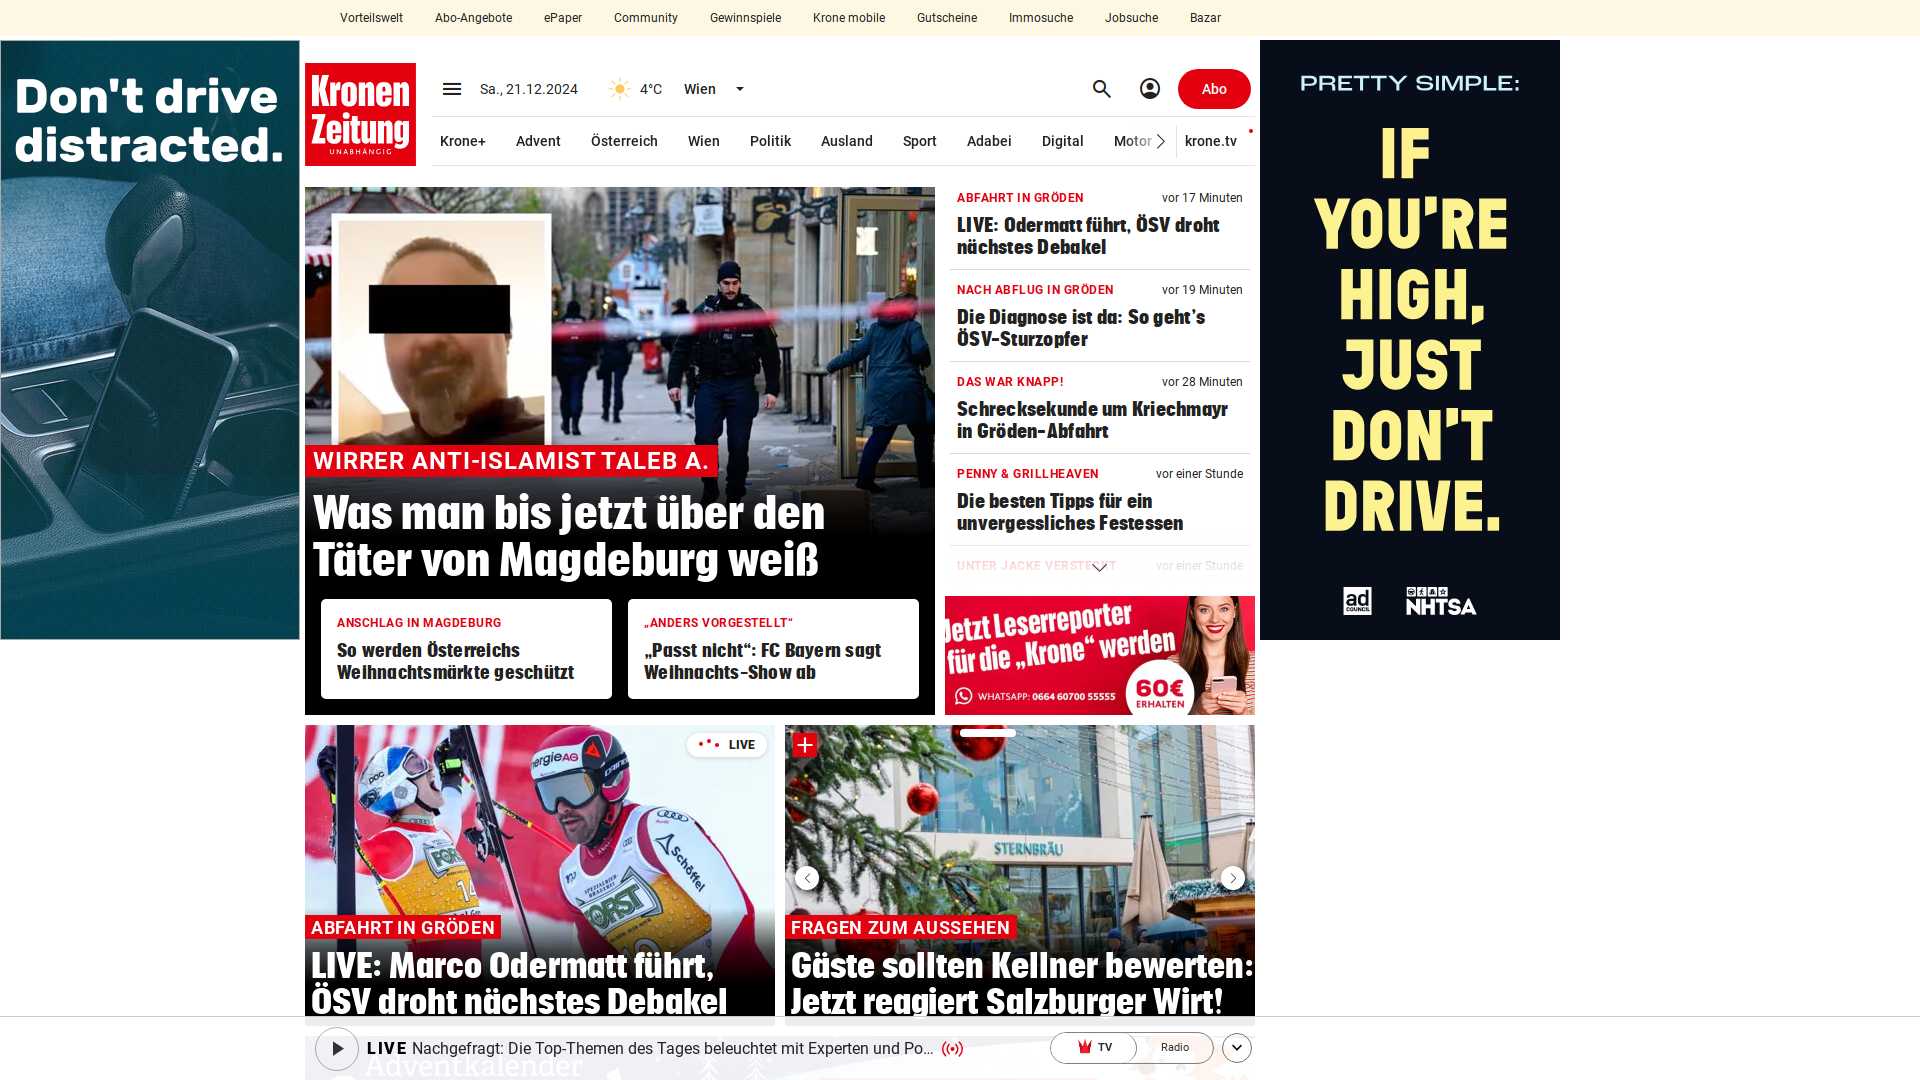 Vorteilswelt
Abo-Angebote
ePaper
Community
Gewinnspiele
Krone mobile
Gutscheine
Immosuche
Jobsuche
Bazar
Don't drive
distracted.
Kronen
Zeitung
UNABHÄNGIG
Sa., 21.12.2024
4°C
Wien
Abo
Krone+
Advent
Österreich
Wien
Politik
Ausland
Sport
Adabei
Digital
Motor
krone.tv
WIRRER ANTI-ISLAMIST TALEB A.
Was man bis jetzt über den
Täter von Magdeburg weiß
ANSCHLAG IN MAGDEBURG
So werden Österreichs
Weihnachtsmärkte geschützt
„ANDERS VORGESTELLT“
„Passt nicht“: FC Bayern sagt
Weihnachts-Show ab
ABFAHRT IN GRÖDEN
vor 17 Minuten
LIVE: Odermatt führt, ÖSV droht
nächstes Debakel
NACH ABFLUG IN GRÖDEN
vor 19 Minuten
Die Diagnose ist da: So geht’s
ÖSV-Sturzopfer
DAS WAR KNAPP!
vor 28 Minuten
Schrecksekunde um Kriechmayr
in Gröden-Abfahrt
PENNY & GRILLHEAVEN
vor einer Stunde
Die besten Tipps für ein
unvergessliches Festessen
UNTER JACKE VERSTECKT
vor einer Stunde
Jetzt Leserreporter
für die „Krone“ werden
WHATSAPP: 0664 60700 55555
60€
ERHALTEN
PRETTY SIMPLE:
IF
YOU'RE
HIGH,
JUST
DON'T
DRIVE.
ad
COUNCIL
NHTSA
LIVE
energieAG
POC
Schöffel
FORST
FORST
14
ABFAHRT IN GRÖDEN
LIVE: Marco Odermatt führt,
ÖSV droht nächstes Debakel
STERNBRÄU
FRAGEN ZUM AUSSEHEN
Gäste sollten Kellner bewerten:
Jetzt reagiert Salzburger Wirt!
LIVE Nachgefragt: Die Top-Themen des Tages beleuchtet mit Experten und Po...
TV
Radio
Adventkalender